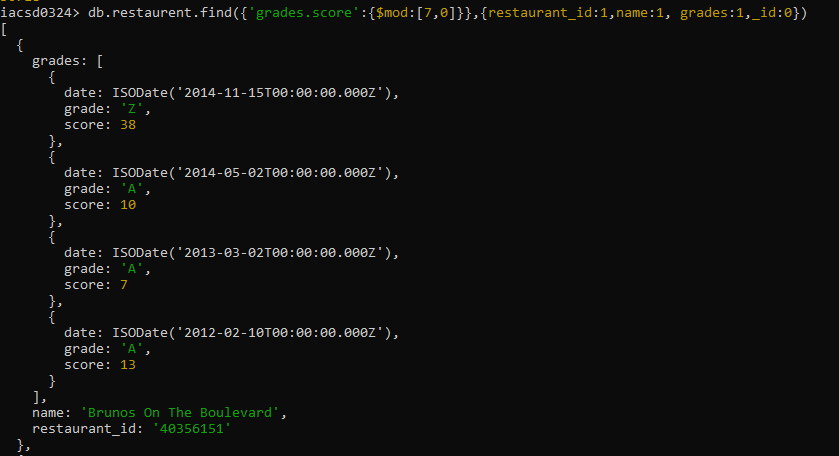 iacsd0324> db.restaurent.find({'grades.score':{$mod:[7,0]}},{restaurant_id:1,name:1, grades:1,_id:0})
[
  {
    grades: [
      {
        date: ISODate('2014-11-15T00:00:00.000Z'),
        grade: 'Z',
        score: 38
      },
      {
        date: ISODate('2014-05-02T00:00:00.000Z'),
        grade: 'A',
        score: 10
      },
      {
        date: ISODate('2013-03-02T00:00:00.000Z'),
        grade: 'A',
        score: 7
      },
      {
        date: ISODate('2012-02-10T00:00:00.000Z'),
        grade: 'A',
        score: 13
      }
    ],
    name: 'Brunos On The Boulevard',
    restaurant_id: '40356151'
  },